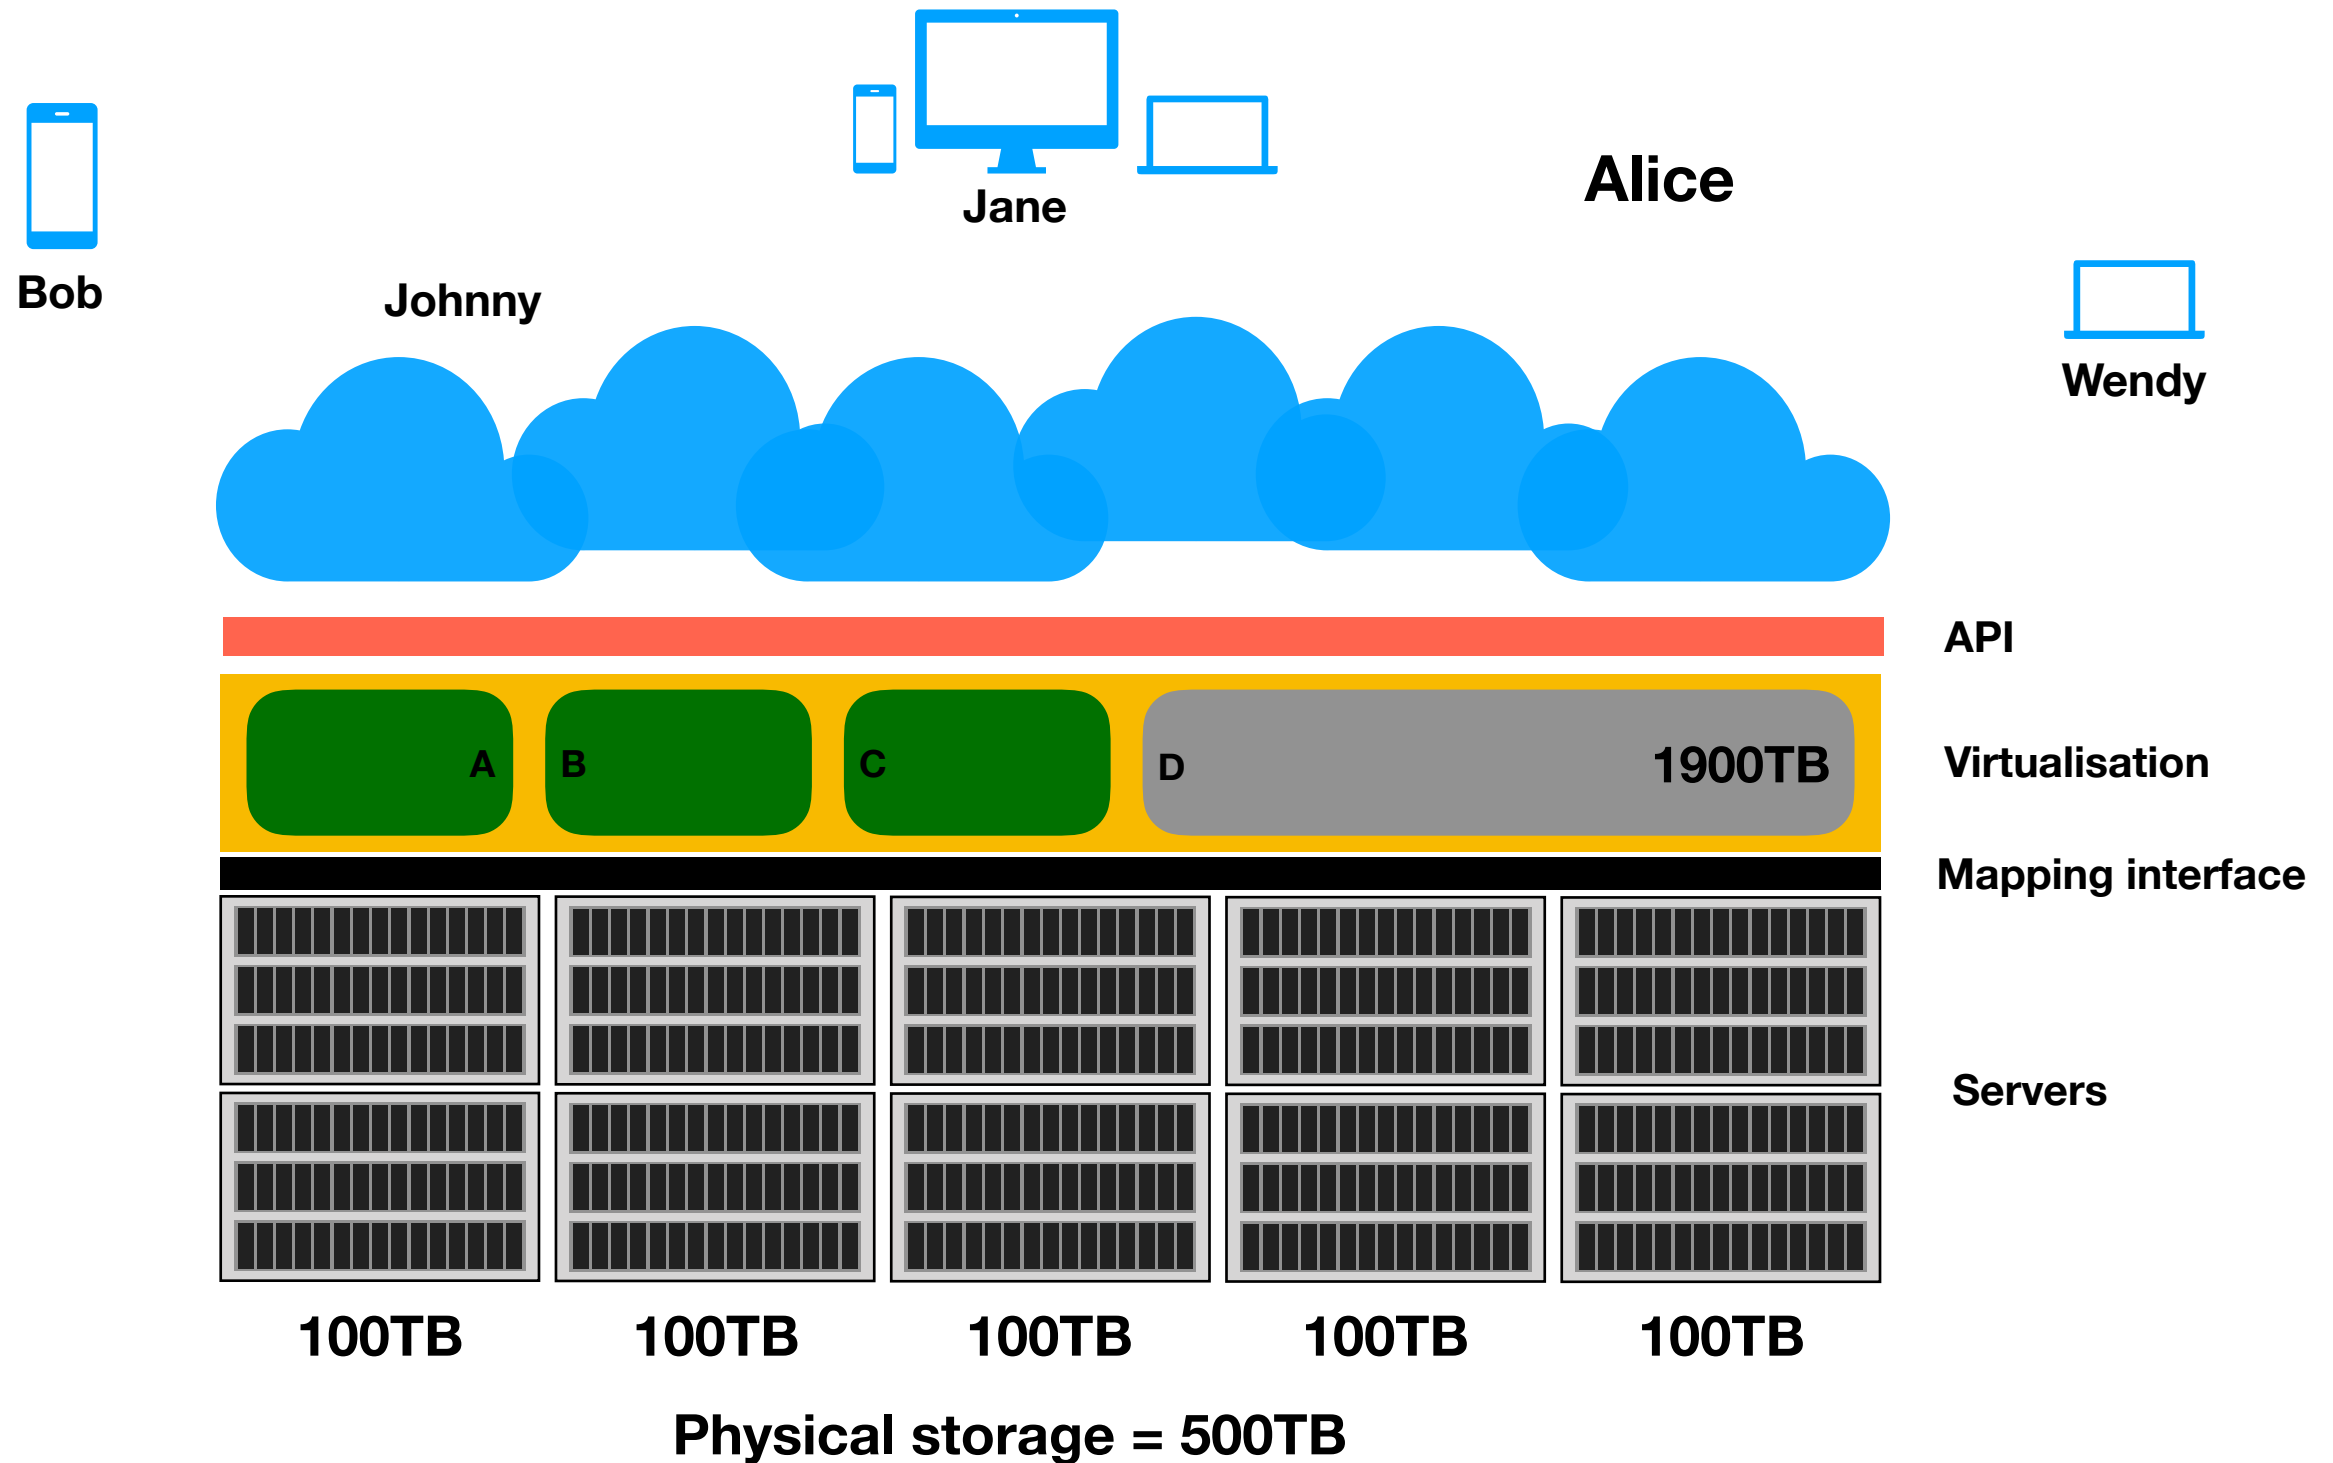 Jane
Alice
Bob
Johnny
Wendy
API
A
B
C
D
1900TB
Virtualisation
Mapping interface
Servers
100TB
100TB
100TB
100TB
100TB
Physical storage = 500TB